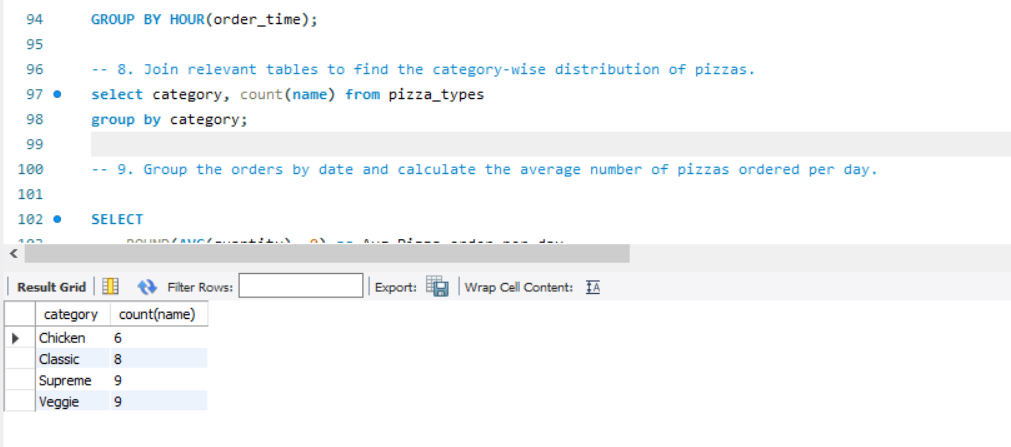 94 GROUP BY HOUR(order_time);
95
96 -- 8. Join relevant tables to find the category-wise distribution of pizzas.
97 select category, count(name) from pizza_types
98 group by category;
99
100 -- 9. Group the orders by date and calculate the average number of pizzas ordered per day.
101
102 SELECT
Result Grid Filter Rows: Export: Wrap Cell Content:
category count(name)
Chicken 6
Classic 8
Supreme 9
Veggie 9